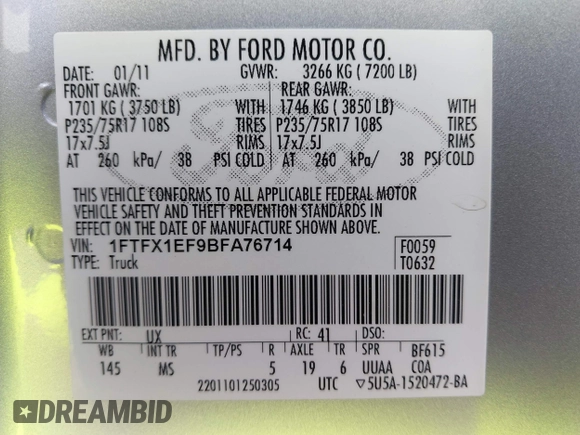 MFD. BY FORD MOTOR CO.
DATE: 01/11 GVWR: 3266 KG ( 7200 LB)
FRONT GAWR: REAR GAWR:
1701 KG ( 3750 LB) WITH 1746 KG ( 3850 LB) WITH
P235/75R17 108S TIRES P235/75R17 108S TIRES
17x7.5J RIMS 17x7.5J RIMS
AT 260 kPa/ 38 PSI COLD AT 260 kPa/ 38 PSI COLD
THIS VEHICLE CONFORMS TO ALL APPLICABLE FEDERAL MOTOR
VEHICLE SAFETY AND THEFT PREVENTION STANDARDS IN
EFFECT ON THE DATE OF MANUFACTURE SHOWN ABOVE.
VIN: 1FTFX1EF9BFA76714 F0059
TYPE: Truck T0632
EXT PNT: UX RC: 41 DSO:
WB INT TR TP/PS R AXLE TR SPR BF615
145 MS 5 19 6 UUAA COA
2201101250305 UTC ▽5U5A-1520472-BA
Ford
DREAMBID